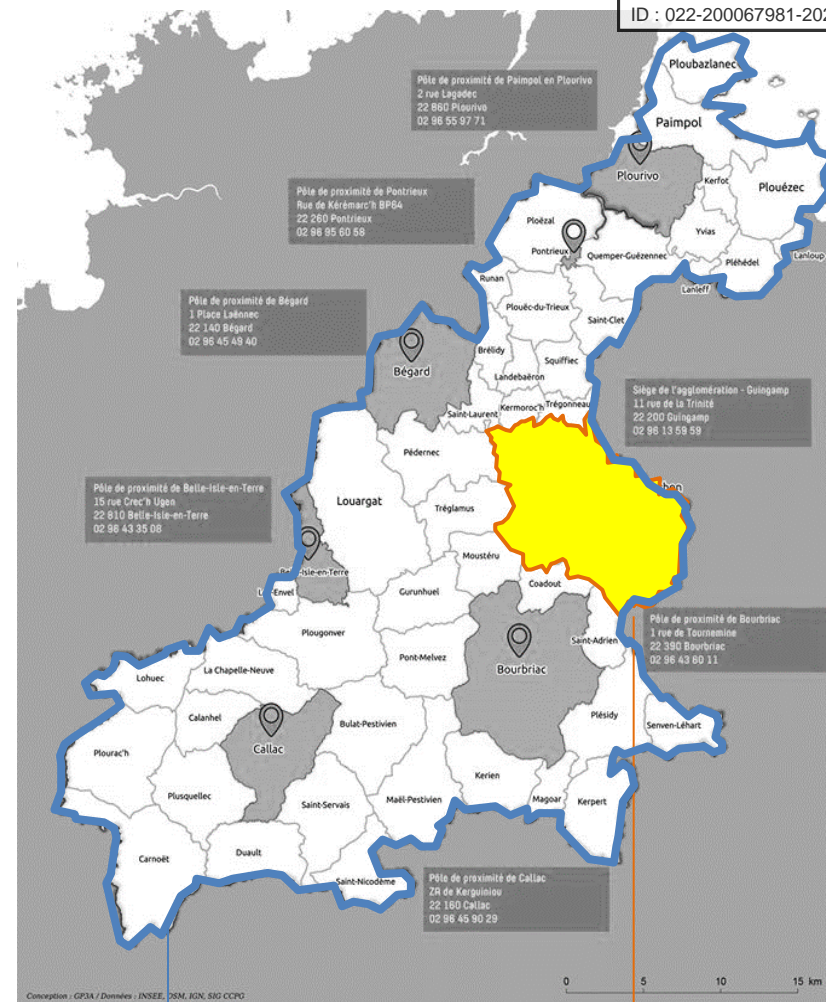 ID : 022-200067981-202
Ploubazlanec
Pôle de proximité de Paimpol en Plourivo
2 rue Lagadec
22 860 Plourivo
02 96 55 97 71
Paimpol
Plourivo
Kerfot
Plouézec
Pôle de proximité de Pontrieux
Rue de Kérémarc'h BP64
22 260 Pontrieux
02 96 95 60 58
Ploëzal
Yvias
Pontrieux
Quemper-Guézennec
Pléhédel
Lanloup
Runan
Lanleff
Pôle de proximité de Bégard
1 Place Laënnec
22 140 Bégard
02 96 45 49 40
Plouëc-du-Trieux
Saint-Clet
Brélidy
Squiffiec
Bégard
Landebaëron
Saint-Laurent
Kermoroc'h
Trégonneau
Siège de l'agglomération - Guingamp
11 rue de la Trinité
22 200 Guingamp
02 96 13 59 59
Pédernec
Pôle de proximité de Belle-Isle-en-Terre
15 rue Crec'h Ugen
22 810 Belle-Isle-en-Terre
02 96 43 35 08
Louargat
Tréglamus
Moustéru
Belle-Isle-en-Terre
Coadout
Gurunhuel
Pôle de proximité de Bourbriac
1 rue de Tournemine
22 390 Bourbriac
02 96 43 60 11
Plougonver
Saint-Adrien
Pont-Melvez
Bourbriac
Lohuec
La Chapelle-Neuve
Calanhel
Bulat-Pestivien
Plésidy
Senven-Léhart
Callac
Plourac'h
Kerien
Plusquellec
Saint-Servais
Maël-Pestivien
Magoar
Kerpert
Carnoët
Duault
Saint-Nicodème
Pôle de proximité de Callac
ZA de Kerguiniou
22 160 Callac
02 96 45 90 29
0 5 10 15 km
Conception : GP3A / Données : INSEE, DSM, IGN, SIG CCPG